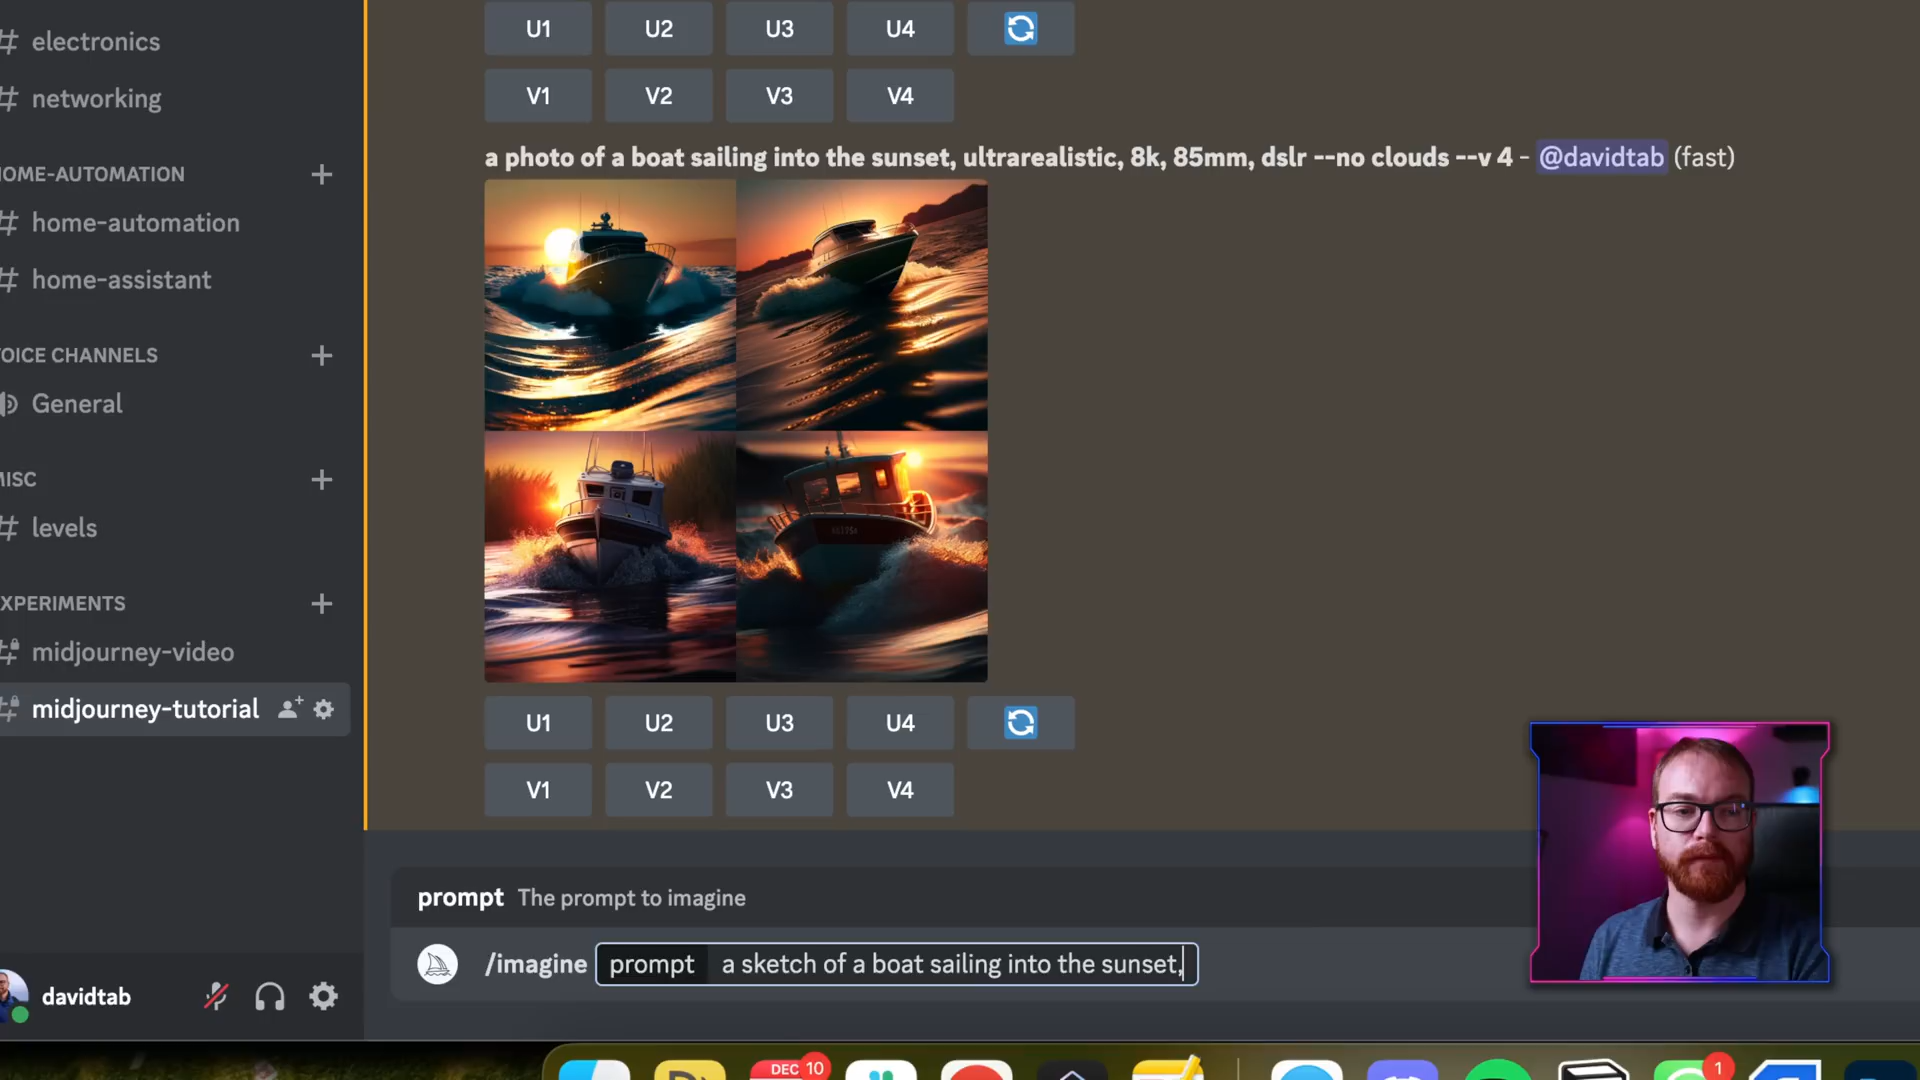 electronics
networking
OME-AUTOMATION
home-automation
home-assistant
OICE CHANNELS
General
ISC
levels
XPERIMENTS
midjourney-video
midjourney-tutorial
davidtab
U1 U2 U3 U4
V1 V2 V3 V4
a photo of a boat sailing into the sunset, ultrarealistic, 8k, 85mm, dslr --no clouds --v 4 - @davidtab (fast)
U1 U2 U3 U4
V1 V2 V3 V4
prompt The prompt to imagine
/imagine prompt a sketch of a boat sailing into the sunset,
DEC 10
1